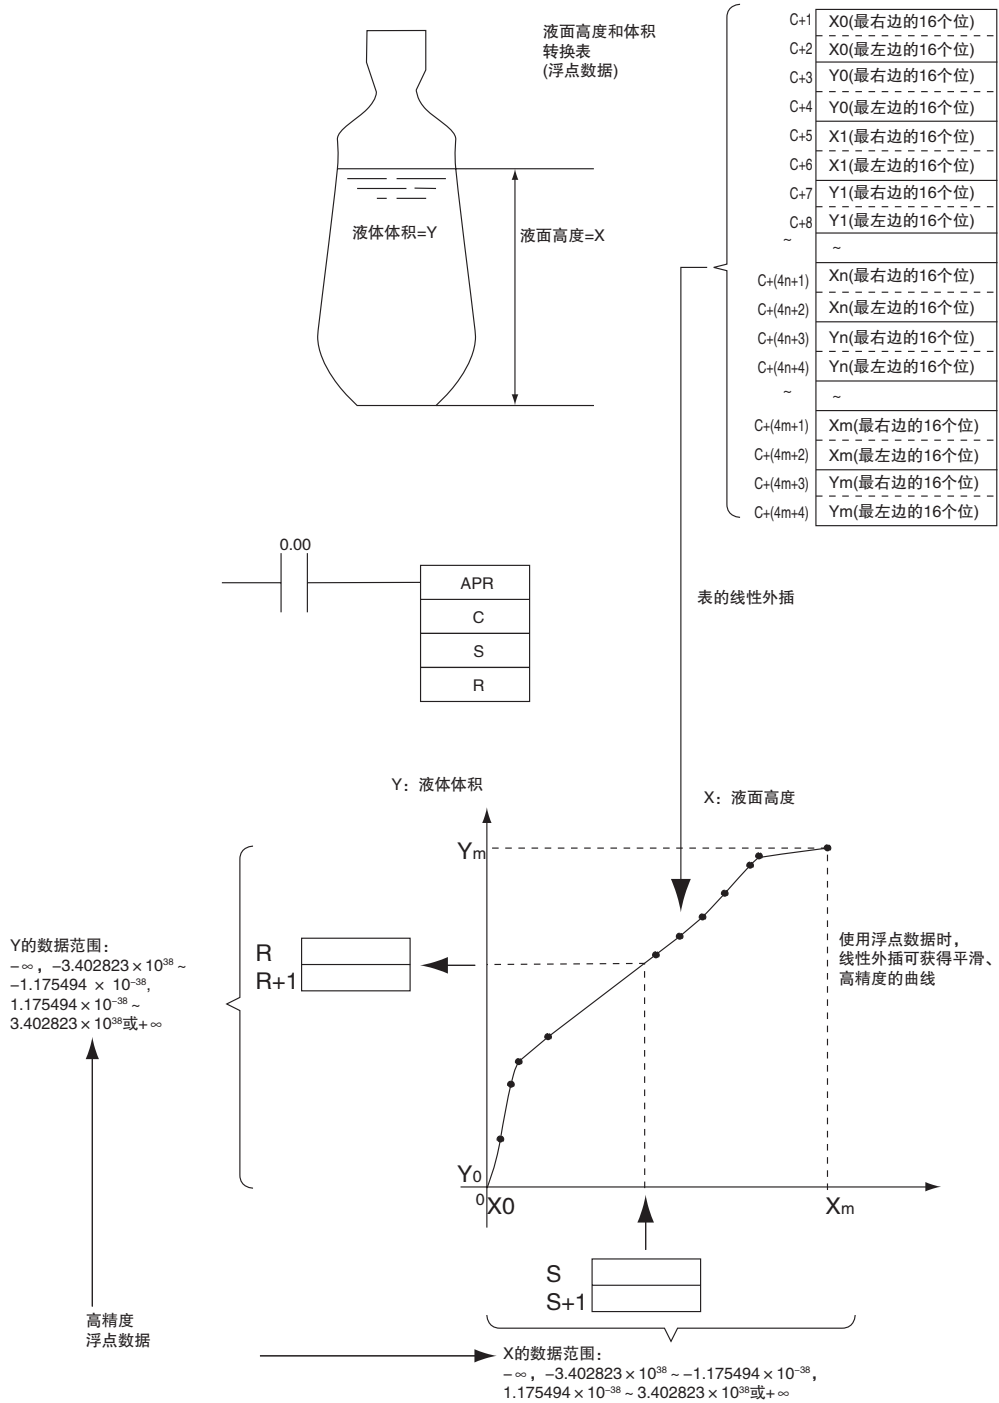 液面高度和体积
转换表
(浮点数据)
液体体积=Y
液面高度=X
C+1 X0(最右边的16个位)
C+2 X0(最左边的16个位)
C+3 Y0(最右边的16个位)
C+4 Y0(最左边的16个位)
C+5 X1(最右边的16个位)
C+6 X1(最左边的16个位)
C+7 Y1(最右边的16个位)
C+8 Y1(最左边的16个位)
~ ~
C+(4n+1) Xn(最右边的16个位)
C+(4n+2) Xn(最左边的16个位)
C+(4n+3) Yn(最右边的16个位)
C+(4n+4) Yn(最左边的16个位)
~ ~
C+(4m+1) Xm(最右边的16个位)
C+(4m+2) Xm(最左边的16个位)
C+(4m+3) Ym(最右边的16个位)
C+(4m+4) Ym(最左边的16个位)
0.00
APR
C
S
R
表的线性外插
Y：液体体积
X：液面高度
Ym
Y的数据范围：
−∞，−3.402823×10³⁸ ~
−1.175494 × 10⁻³⁸,
1.175494×10⁻³⁸ ~
3.402823×10³⁸或+∞
R
R+1
使用浮点数据时，
线性外插可获得平滑、
高精度的曲线
Y0
0
X0
Xm
S
S+1
高精度
浮点数据
X的数据范围：
−∞，−3.402823×10³⁸ ~ −1.175494×10⁻³⁸，
1.175494×10⁻³⁸ ~ 3.402823×10³⁸或+∞